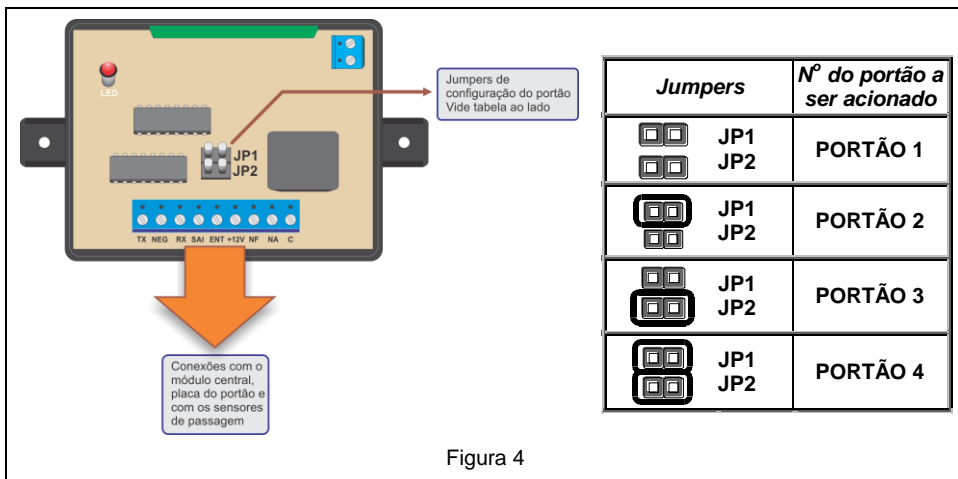 LED
JP1
JP2
TX NEG RX SAI ENT +12V NF NA C
Jumpers de
configuração do portão
Vide tabela ao lado
Conexões com o
módulo central,
placa do portão e
com os sensores
de passagem
Jumpers
Nº do portão a
ser acionado
JP1
JP2
PORTÃO 1
JP1
JP2
PORTÃO 2
JP1
JP2
PORTÃO 3
JP1
JP2
PORTÃO 4
Figura 4